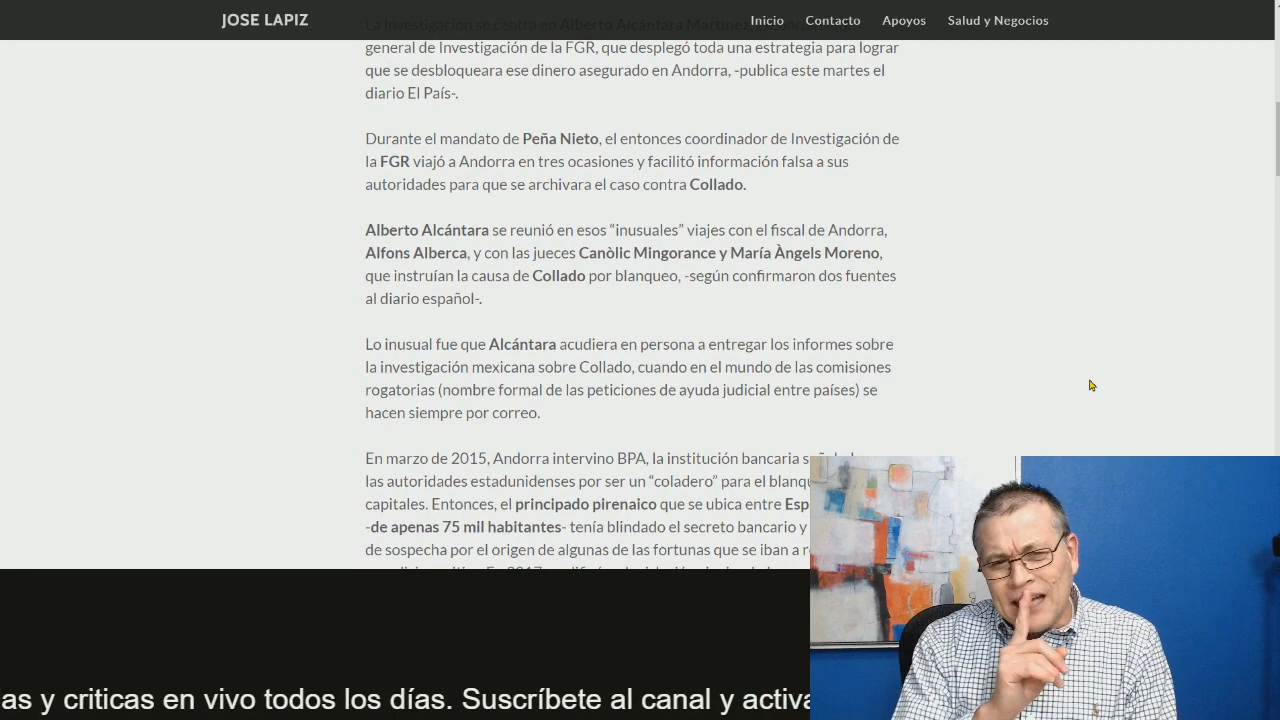 JOSE LAPIZ
Inicio Contacto Apoyos Salud y Negocios
La investigación se centra en Alberto Alcántara Martínez,
general de Investigación de la FGR, que desplegó toda una estrategia para lograr
que se desbloqueara ese dinero asegurado en Andorra, -publica este martes el
diario El País-.
Durante el mandato de Peña Nieto, el entonces coordinador de Investigación de
la FGR viajó a Andorra en tres ocasiones y facilitó información falsa a sus
autoridades para que se archivara el caso contra Collado.
Alberto Alcántara se reunió en esos “inusuales” viajes con el fiscal de Andorra,
Alfons Alberca, y con las jueces Canòlic Mingorance y María Àngels Moreno,
que instruían la causa de Collado por blanqueo, -según confirmaron dos fuentes
al diario español-.
Lo inusual fue que Alcántara acudiera en persona a entregar los informes sobre
la investigación mexicana sobre Collado, cuando en el mundo de las comisiones
rogatorias (nombre formal de las peticiones de ayuda judicial entre países) se
hacen siempre por correo.
En marzo de 2015, Andorra intervino BPA, la institución bancaria
las autoridades estadunidenses por ser un “coladero” para el
capitales. Entonces, el principado pirenaico que se ubica entre
-de apenas 75 mil habitantes- tenía blindado el secreto bancario y
de sospecha por el origen de algunas de las fortunas que se iban a
as y criticas en vivo todos los días. Suscríbete al canal y activa